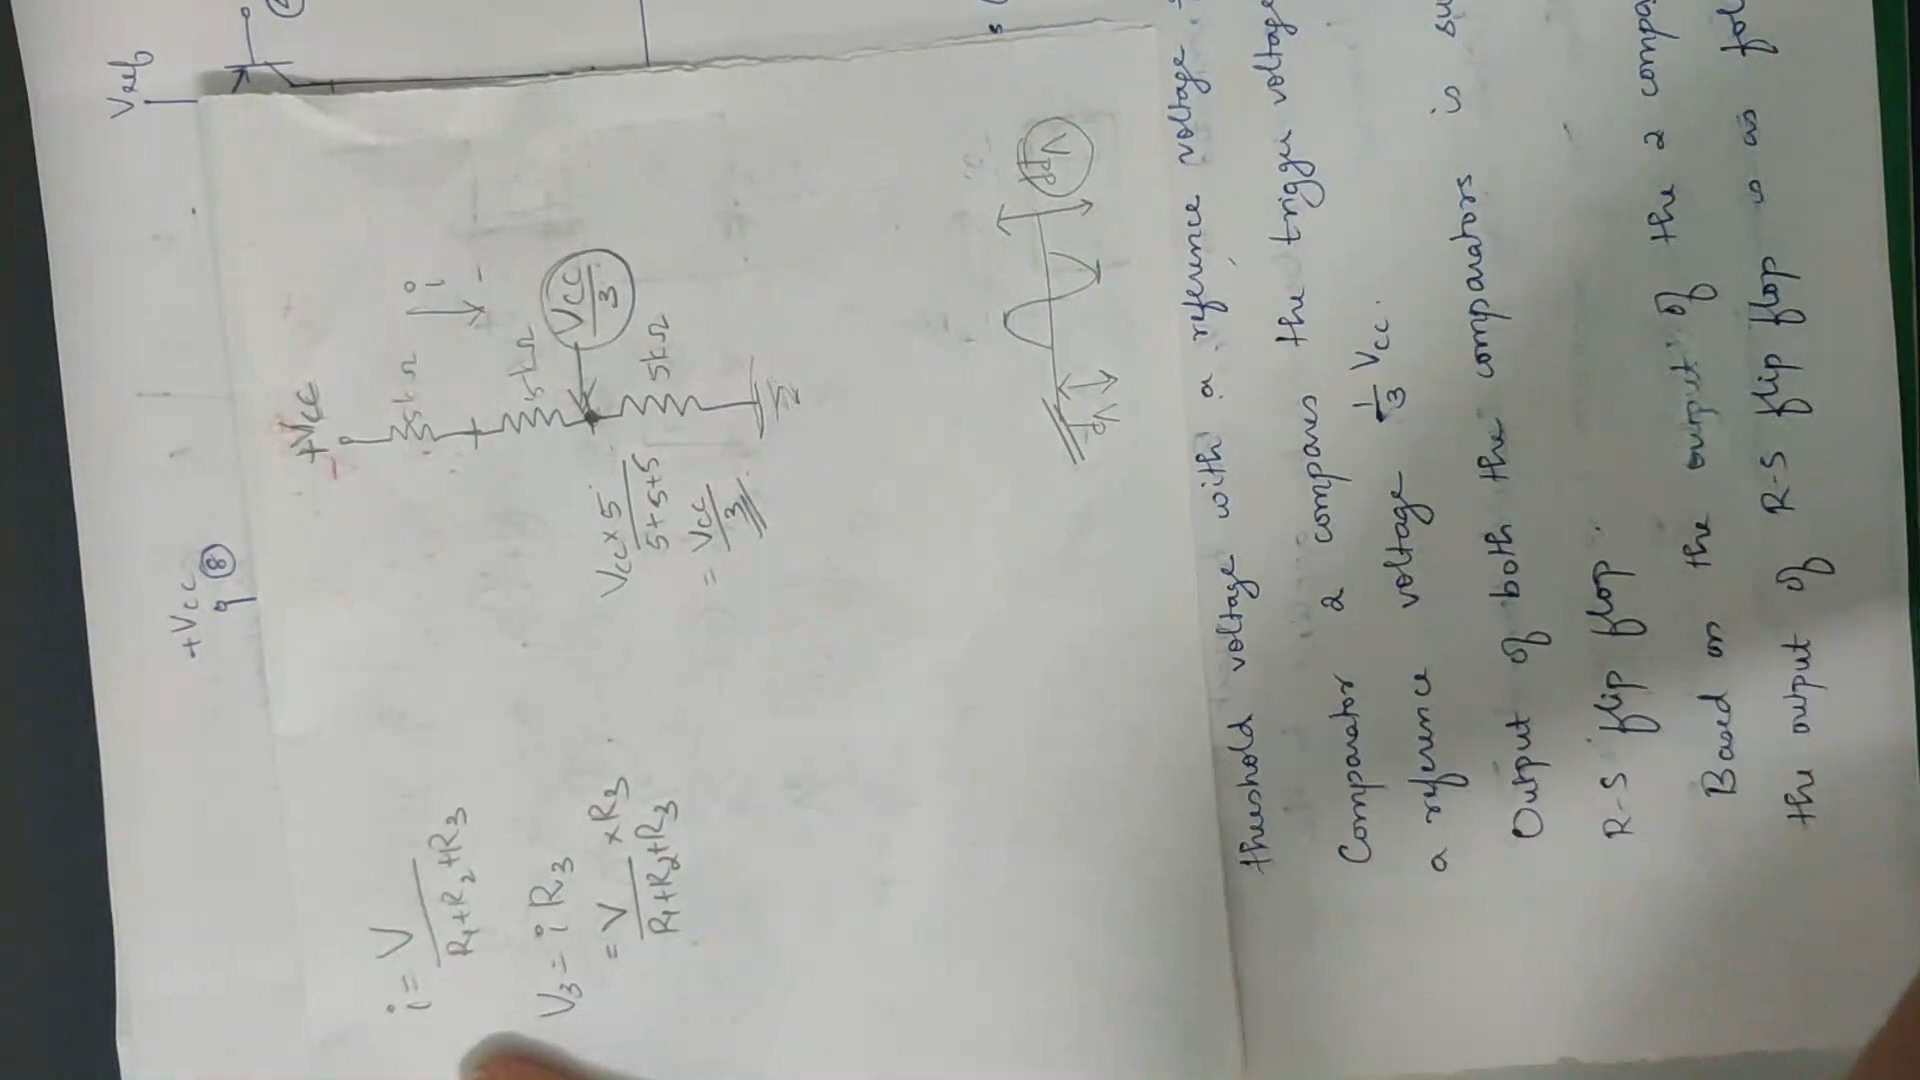 Vref
+Vcc
8
+Vcc
5kΩ
i
5kΩ
Vcc/3
5kΩ
Vcc×5/5+5+5
= Vcc/3
i = V/R1+R2+R3
V3 = i R3
= V/R1+R2+R3 × R3
Vpp
threshold voltage with a reference voltage
Comparator 2 compares the trigger voltage
a reference voltage 1/3 Vcc.
Output of both the comparators is
R-S flip flop.
Based on the output of the 2
the output of R-S flip flop is as